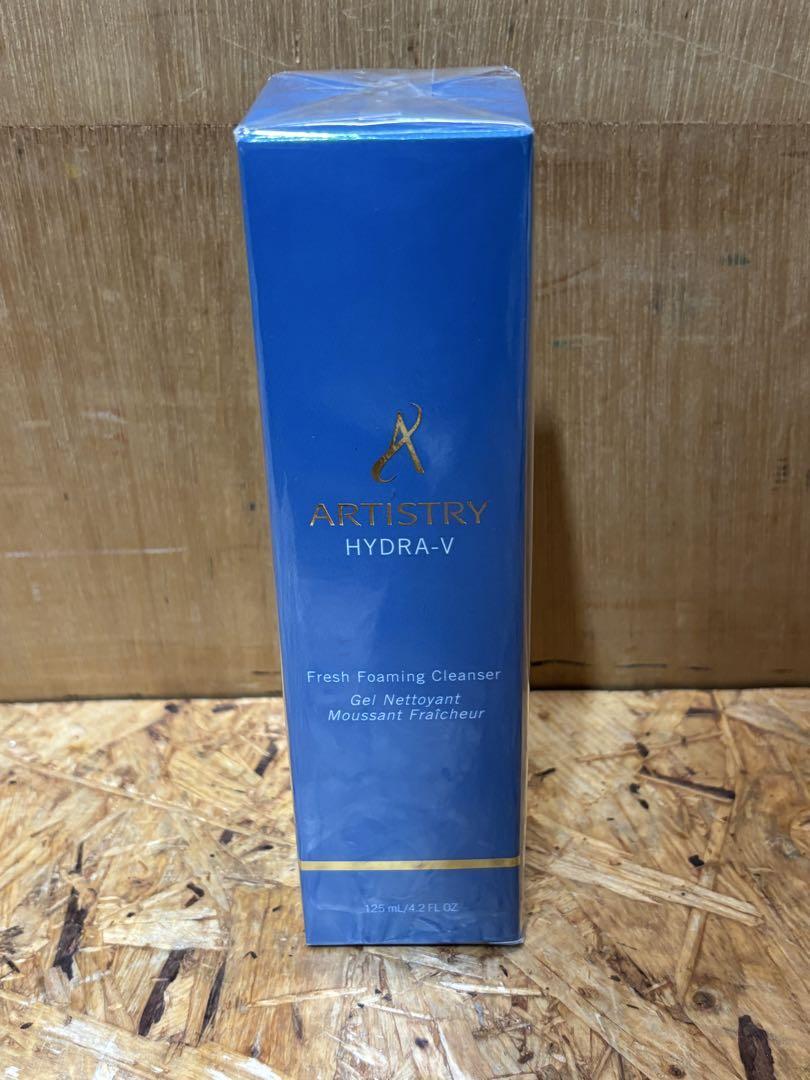 ARTISTRY
HYDRA-V
Fresh Foaming Cleanser
Gel Nettoyant
Moussant Fraîcheur
125 mL/4.2 FL OZ